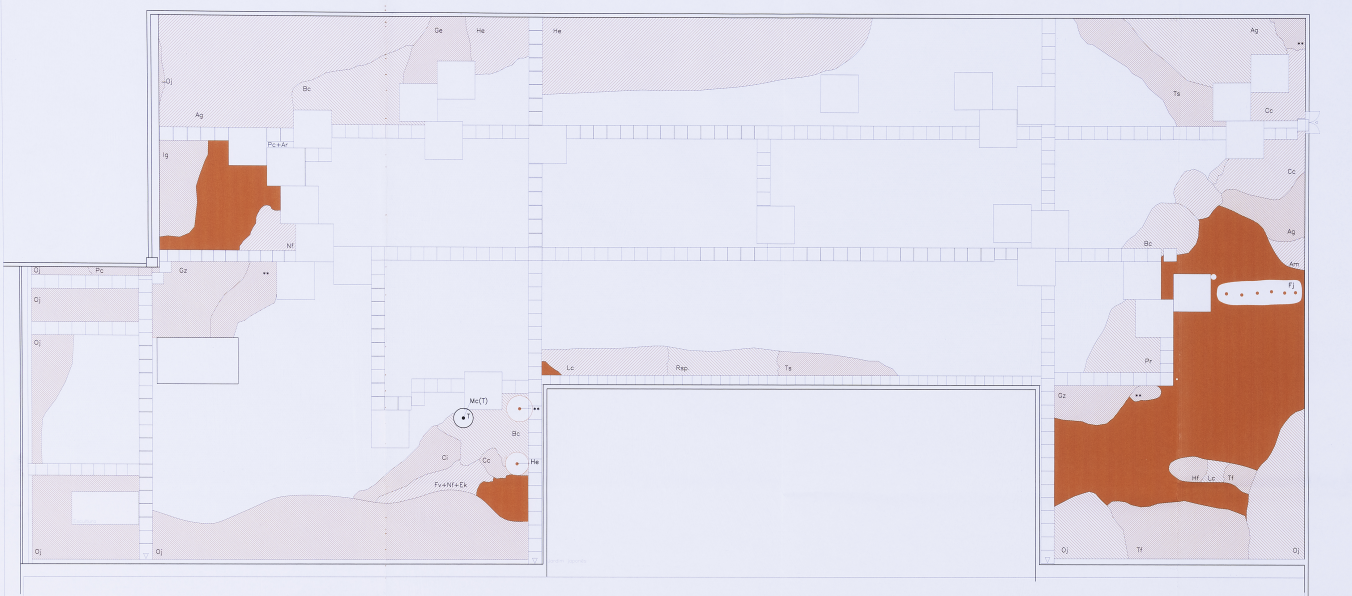 Ge
He
He
Ag
Oj
Bc
Ts
Ag
Cc
Pc+Ar
Ig
Cc
Nf
Bc
Ag
Am
Oj
Pc
Gz
Fj
Oj
Oj
Lc
Rsp.
Ts
Pr
Gz
Mc(T)
T
Bc
Ci
Cc
He
Fv+Nf+Ek
Hf
Lc
Tf
Oj
Oj
Oj
Tf
Oj